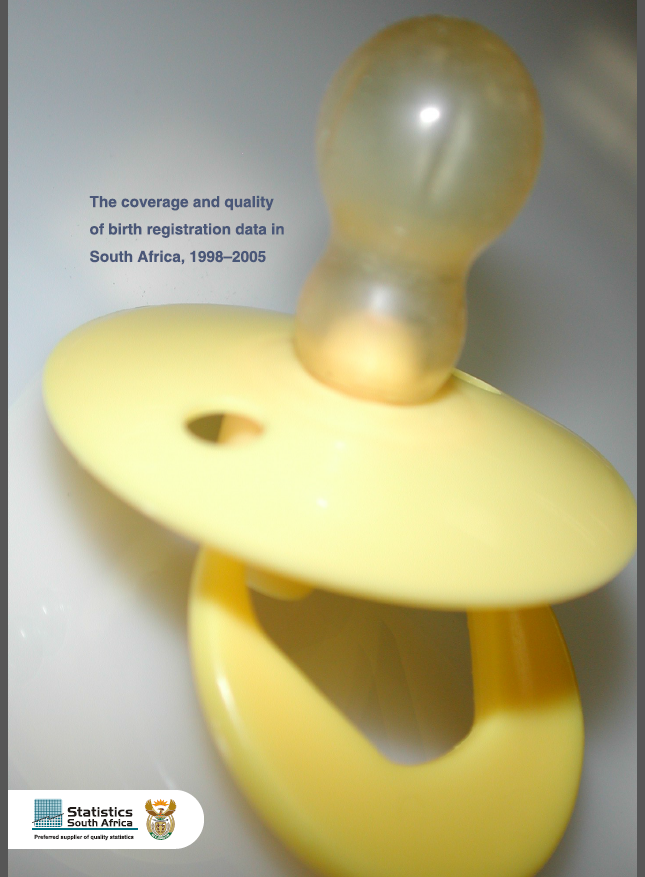 The coverage and quality
of birth registration data in
South Africa, 1998–2005
Statistics
South Africa
Preferred supplier of quality statistics